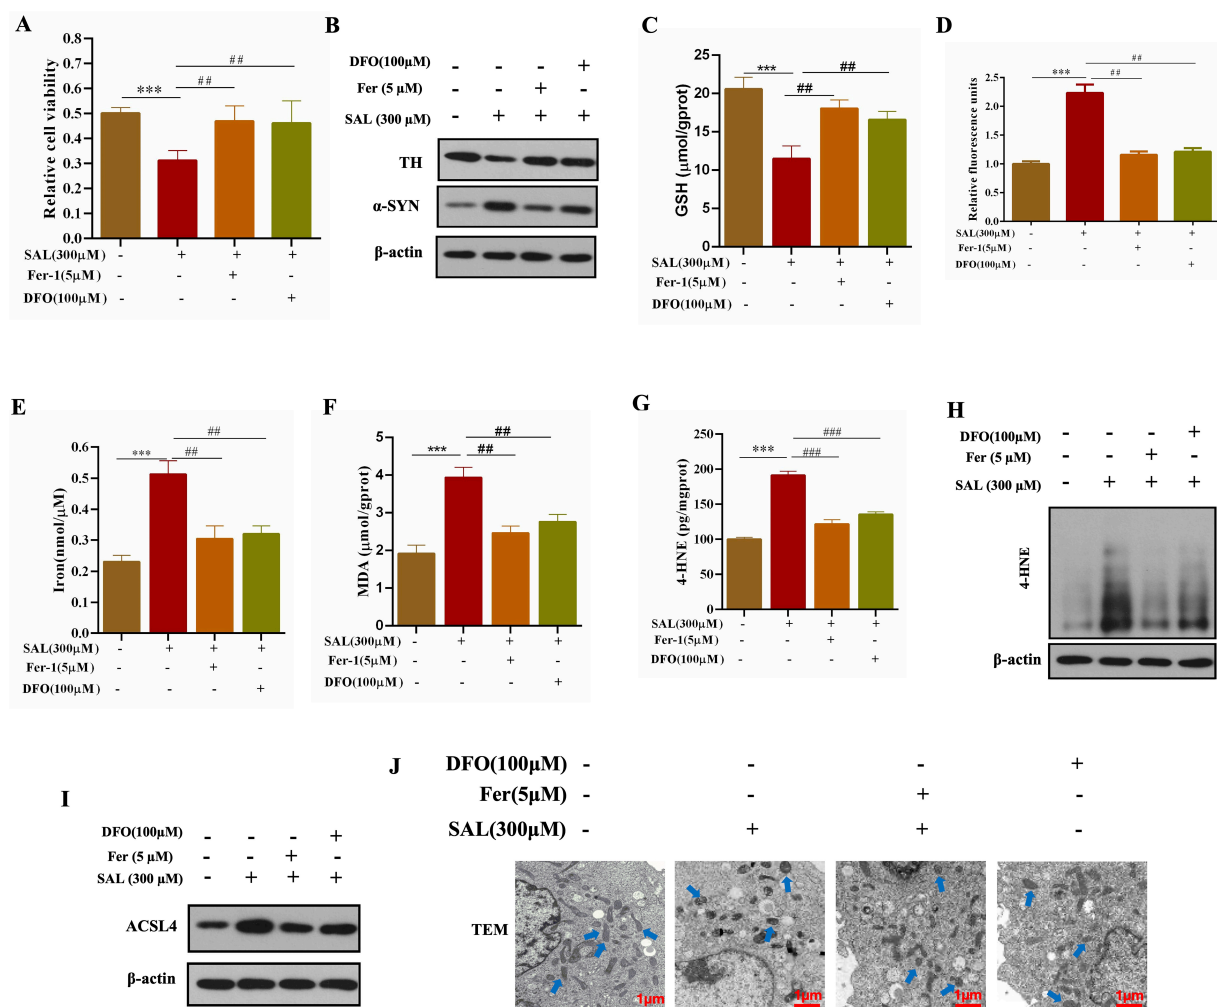 A
Relative cell viability
0.8
0.7
0.6
0.5
0.4
0.3
0.2
0.1
0.0
***
##
##
SAL(300μM) - + + +
Fer-1(5μM) - - + -
DFO(100μM) - - - +
B
DFO(100μM) - - - +
Fer (5 μM) - - + -
SAL (300 μM) - + + +
TH
α-SYN
β-actin
C
GSH (μmol/gprot)
25
20
15
10
5
0
***
##
##
SAL(300μM) - + + +
Fer-1(5μM) - - + -
DFO(100μM) - - - +
D
Relative fluorescence units
2.5
2.0
1.5
1.0
0.5
0.0
***
##
##
SAL(300μM) - + + +
Fer-1(5μM) - - + -
DFO(100μM) - - - +
E
Iron(nmol/μM)
0.6
0.5
0.4
0.3
0.2
0.1
0.0
***
##
##
SAL(300μM) - + + +
Fer-1(5μM) - - + -
DFO(100μM) - - - +
F
MDA (μmol/gprot)
5
4
3
2
1
0
***
##
##
SAL(300μM) - + + +
Fer-1(5μM) - - + -
DFO(100μM) - - - +
G
4-HNE (pg/mgprot)
250
200
150
100
50
0
***
###
###
SAL(300μM) - + + +
Fer-1(5μM) - - + -
DFO(100μM) - - - +
H
DFO(100μM) - - - +
Fer (5 μM) - - + -
SAL (300 μM) - + + +
4-HNE
β-actin
I
DFO(100μM) - - - +
Fer (5 μM) - - + -
SAL (300 μM) - + + +
ACSL4
β-actin
J
DFO(100μM) - - - +
Fer(5μM) - - + -
SAL(300μM) - + + -
TEM
1μm
1μm
1μm
1μm